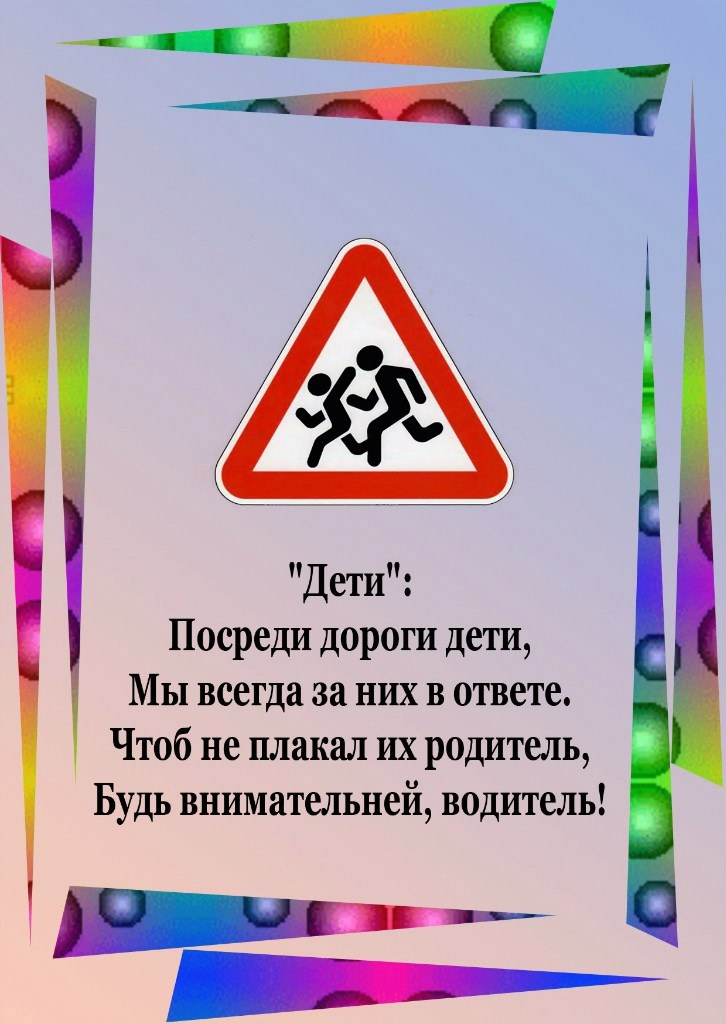 "Дети":
Посреди дороги дети,
Мы всегда за них в ответе.
Чтоб не плакал их родитель,
Будь внимательней, водитель!